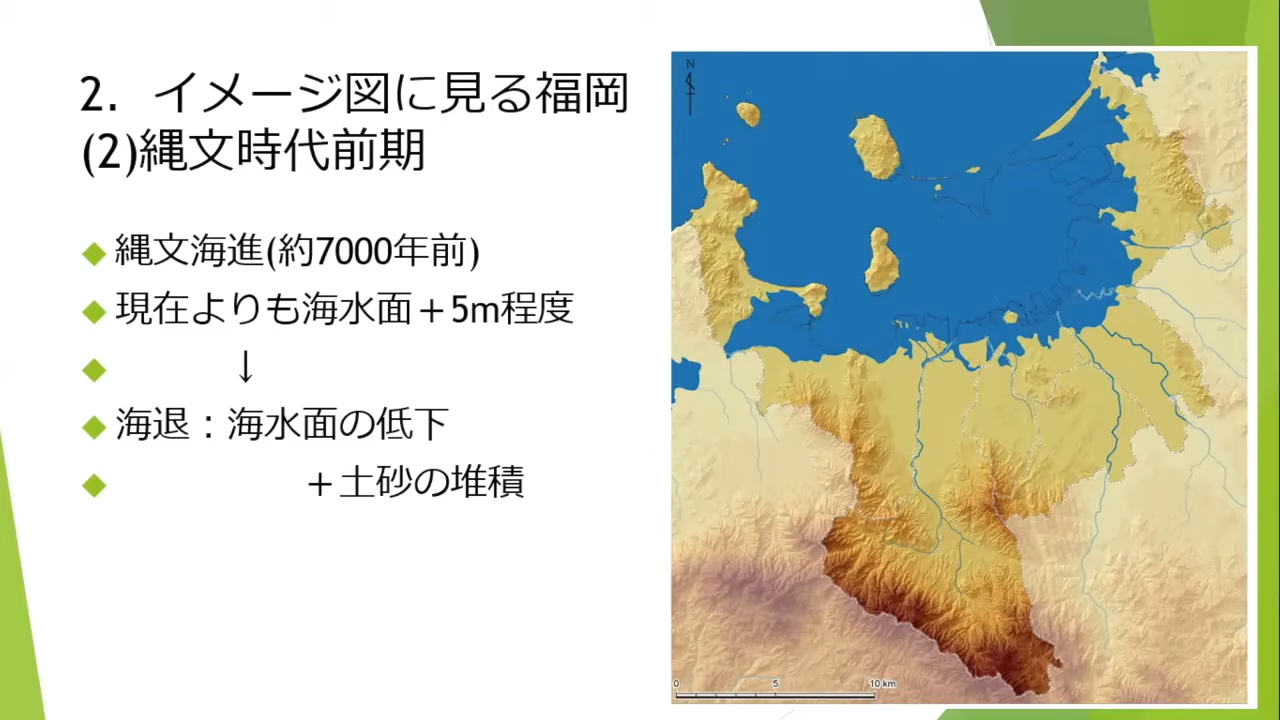 2. イメージ図に見る福岡
(2)縄文時代前期
縄文海進(約7000年前)
現在よりも海水面＋5m程度
↓
海退：海水面の低下
＋土砂の堆積
N
0 5 10 km